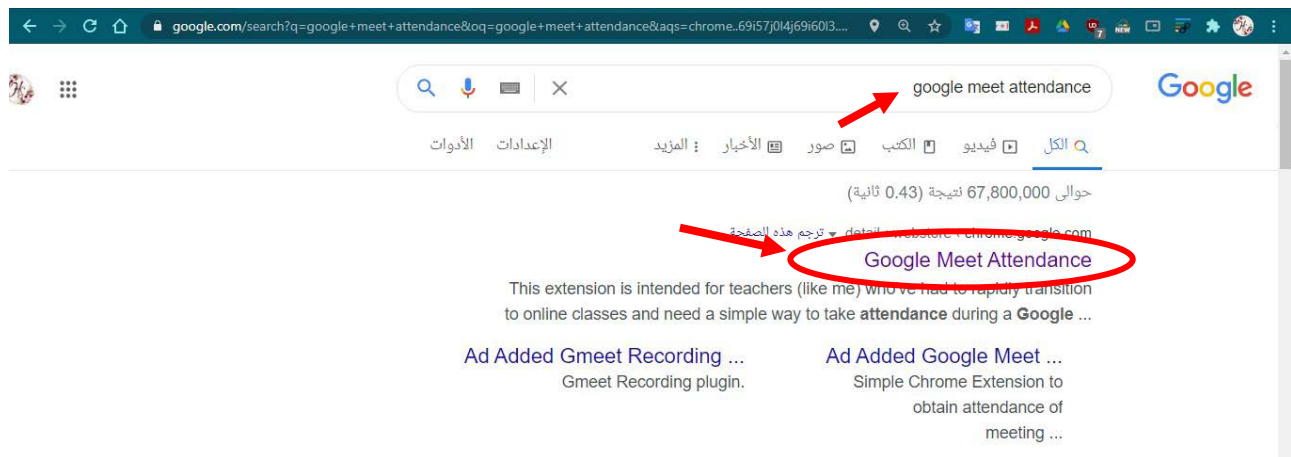 google.com/search?q=google+meet+attendance&oq=google+meet+attendance&aqs=chrome..69i57j0l4j69i60l3....
7
NEW
Google
google meet attendance
الكل فيديو الكتب صور الأخبار المزيد الإعدادات الأدوات
حوالى 67,800,000 نتيجة (0.43 ثانية)
chrome.google.com › webstore › detail ▾ ترجم هذه الصفحة
Google Meet Attendance
This extension is intended for teachers (like me) who've had to rapidly transition
to online classes and need a simple way to take attendance during a Google ...
Ad Added Google Meet ...
Simple Chrome Extension to
obtain attendance of
meeting ...
Ad Added Gmeet Recording ...
Gmeet Recording plugin.